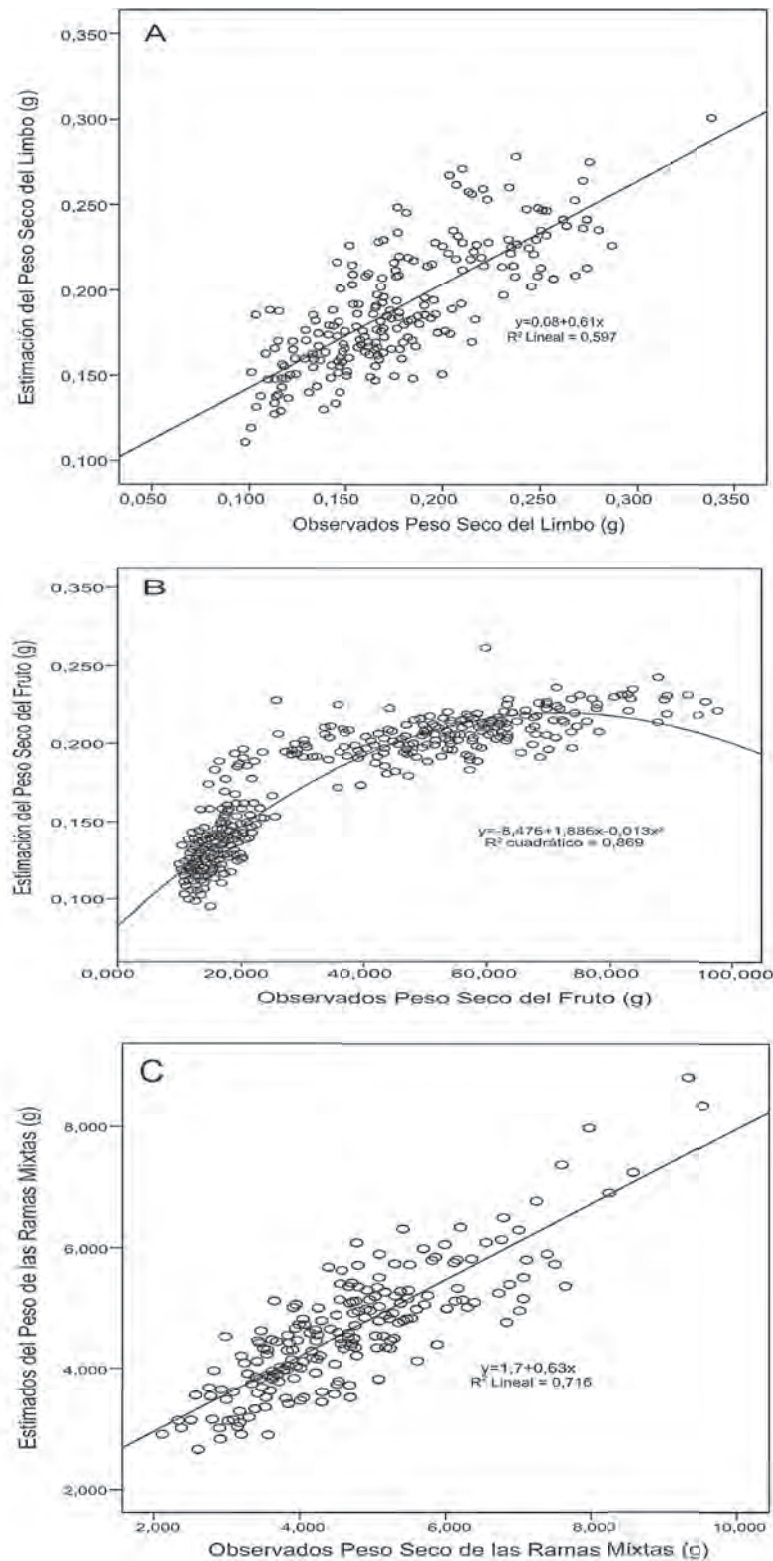 A
0,350
0,300
0,250
0,200
0,150
0,100
Estimación del Peso Seco del Limbo (g)
y=0,08+0,61x
R² Lineal = 0,597
0,050 0,100 0,150 0,200 0,250 0,300 0,350
Observados Peso Seco del Limbo (g)
B
0,350
0,250
0,200
0,150
0,100
Estimación del Peso Seco del Fruto (g)
y=-8,476+1,886x-0,013x²
R² cuadrático = 0,869
0,000 20,000 40,000 60,000 80,000 100,000
Observados Peso Seco del Fruto (g)
C
8,000
6,000
4,000
2,000
Estimados del Peso de las Ramas Mixtas (g)
y=1,7+0,63x
R² Lineal = 0,716
2,000 4,000 6,000 8,000 10,000
Observados Peso Seco de las Ramas Mixtas (g)